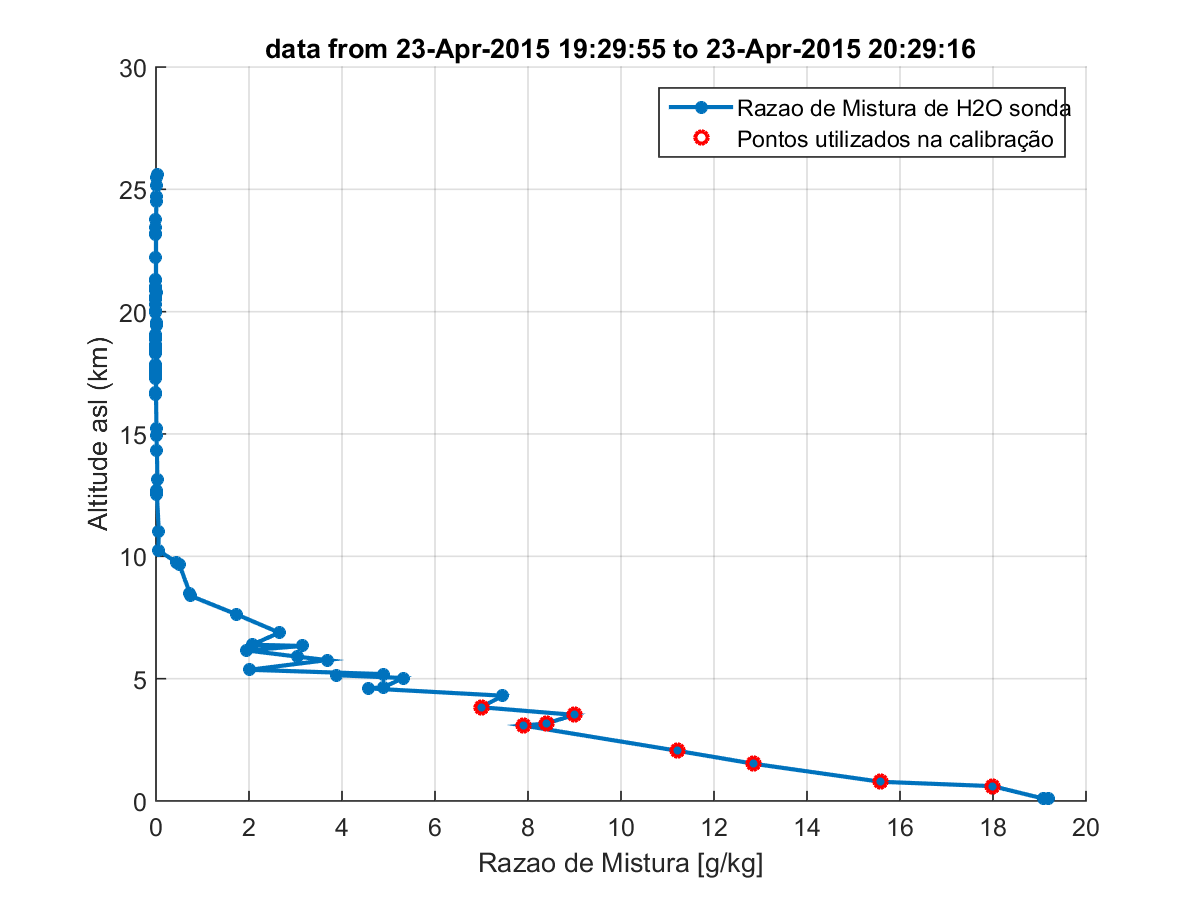 data from 23-Apr-2015 19:29:55 to 23-Apr-2015 20:29:16
Razao de Mistura de H2O sonda
Pontos utilizados na calibração
30
25
20
15
10
5
0
Altitude asl (km)
0 2 4 6 8 10 12 14 16 18 20
Razao de Mistura [g/kg]